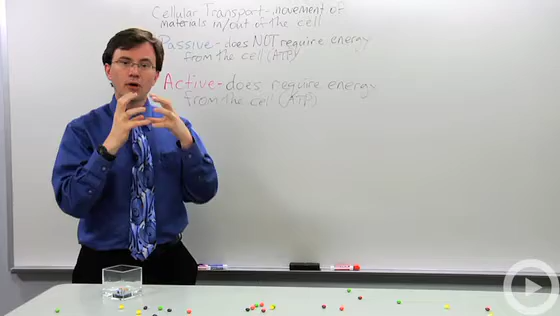 Cellular Transport - movement of
materials in/out of the cell
Passive - does NOT require energy
from the cell (ATP)
Active - does require energy
from the cell (ATP)